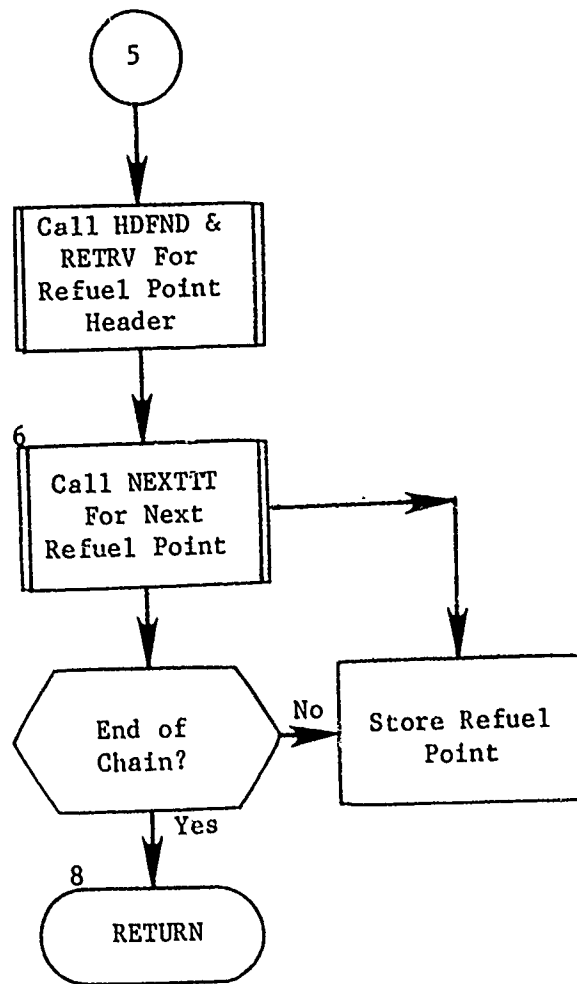 5
Call HDFND &
RETRV For
Refuel Point
Header
6
Call NEXTTT
For Next
Refuel Point
End of
Chain?
No
Store Refuel
Point
Yes
8
RETURN